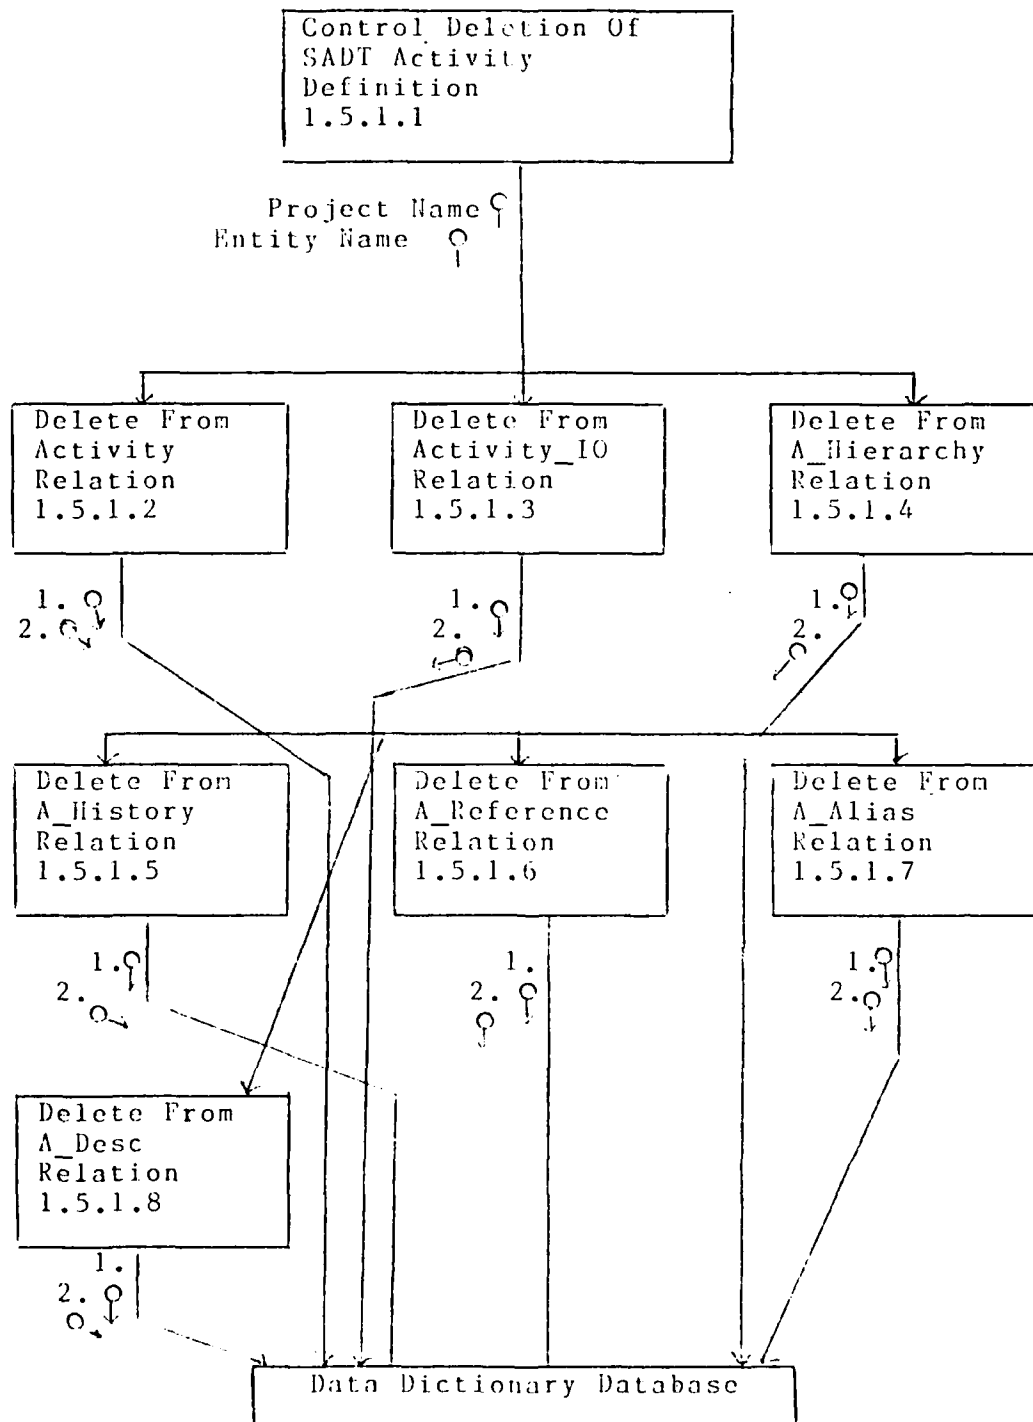 Control Deletion Of
SADT Activity
Definition
1.5.1.1
Project Name
Entity Name
Delete From
Activity
Relation
1.5.1.2
Delete From
Activity_IO
Relation
1.5.1.3
Delete From
A_Hierarchy
Relation
1.5.1.4
1.
2.
1.
2.
1.
2.
Delete From
A_History
Relation
1.5.1.5
Delete From
A_Reference
Relation
1.5.1.6
Delete From
A_Alias
Relation
1.5.1.7
1.
2.
1.
2.
1.
2.
Delete From
A_Desc
Relation
1.5.1.8
1.
2.
Data Dictionary Database